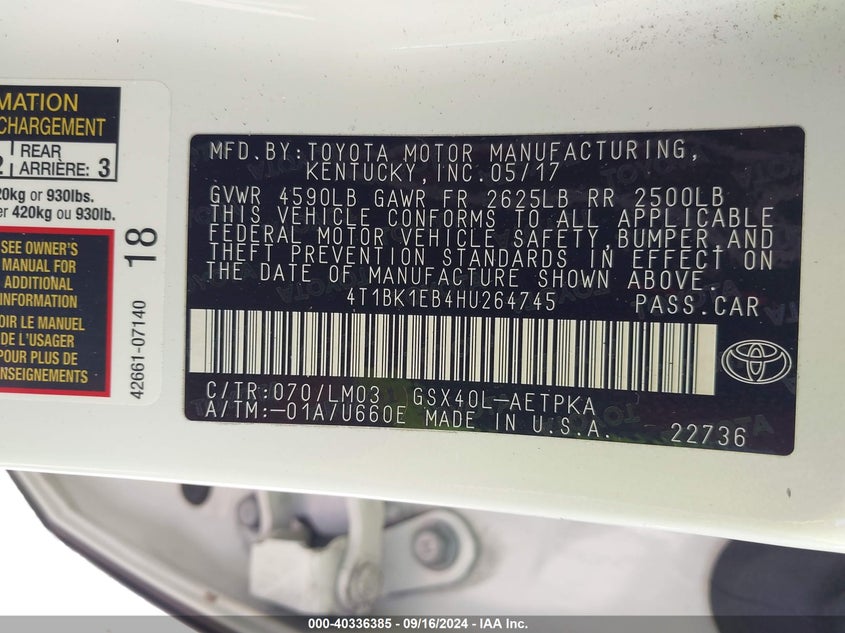 MATION
CHARGEMENT
2 REAR 3
ARRIÈRE:
20kg or 930lbs.
er 420kg ou 930lb.
SEE OWNER'S
MANUAL FOR
ADDITIONAL
INFORMATION
OIR LE MANUEL
DE L'USAGER
POUR PLUS DE
ENSEIGNEMENTS
42661-07140
18
MFD.BY:TOYOTA MOTOR MANUFACTURING,
KENTUCKY,INC.05/17
GVWR 4590LB GAWR FR 2625LB RR 2500LB
THIS VEHICLE CONFORMS TO ALL APPLICABLE
FEDERAL MOTOR VEHICLE SAFETY,BUMPER,AND
THEFT PREVENTION STANDARDS IN EFFECT ON
THE DATE OF MANUFACTURE SHOWN ABOVE.
4T1BK1EB4HU264745 PASS.CAR
C/TR:070/LM03 GSX40L-AETPKA
A/TM:-01A/U660E MADE IN U.S.A. 22736
000-40336385 - 09/16/2024 - IAA Inc.